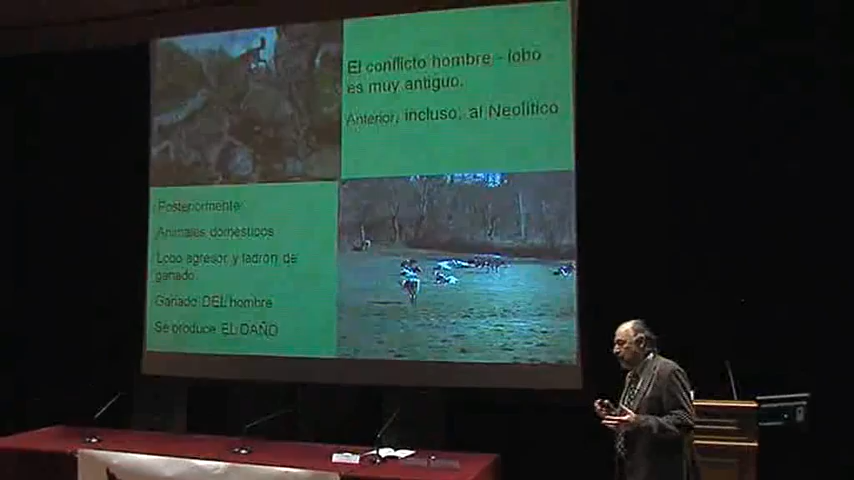 El conflicto hombre - lobo
es muy antiguo.
Anterior, incluso, al Neolítico
Posteriormente:
Animales domésticos
Lobo agresor y ladrón de
ganado.
Ganado DEL hombre
Se produce EL DAÑO